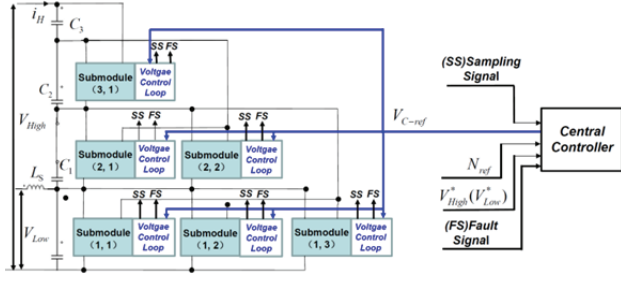 i_H
C_3
SS FS
Submodule Voltgae
(3, 1) Control
Loop
C_2
V_High
SS FS SS FS
Submodule Voltgae Submodule Voltgae
(2, 1) Control (2, 2) Control
Loop Loop
C_1
L_S
SS FS SS FS SS FS
Submodule Voltgae Submodule Voltgae Submodule Voltgae
(1, 1) Control (1, 2) Control (1, 3) Control
Loop Loop Loop
V_Low
V_C-ref
(SS)Sampling
Signal
Central
Controller
N_ref
V*_High(V*_Low)
(FS)Fault
Signal